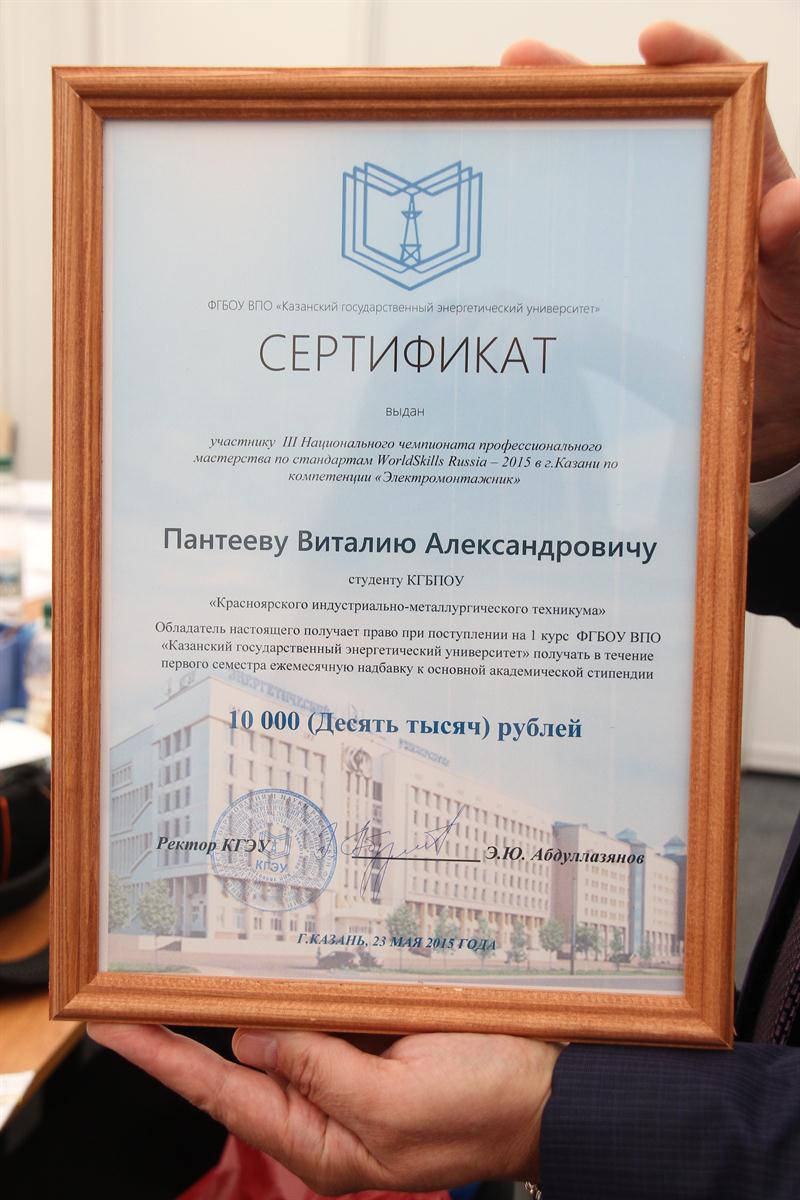 ФГБОУ ВПО «Казанский государственный энергетический университет»
СЕРТИФИКАТ
выдан
участнику III Национального чемпионата профессионального
мастерства по стандартам WorldSkills Russia – 2015 в г.Казани по
компетенции «Электромонтажник»
Пантееву Виталию Александровичу
студенту КГБПОУ
«Красноярского индустриально-металлургического техникума»
Обладатель настоящего получает право при поступлении на 1 курс ФГБОУ ВПО
«Казанский государственный энергетический университет» получать в течение
первого семестра ежемесячную надбавку к основной академической стипендии
ЭНЕРГЕТИЧЕСКИЙ
10 000 (Десять тысяч) рублей
Ректор КГЭУ
Э.Ю. Абдуллазянов
КГЭУ
Г.КАЗАНЬ, 23 МАЯ 2015 ГОДА